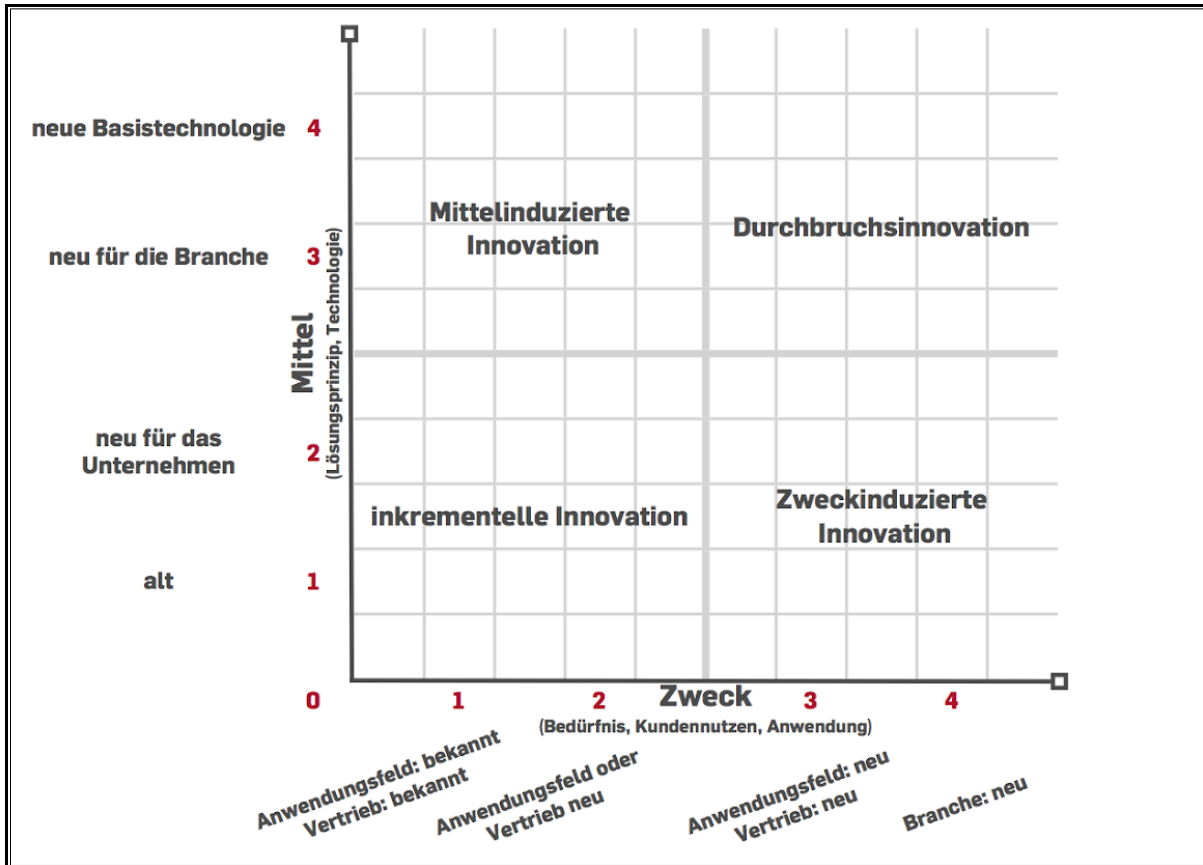 neue Basistechnologie 4
Mittelinduzierte
Innovation
Durchbruchsinnovation
neu für die Branche 3
Mittel
(Lösungsprinzip, Technologie)
neu für das
Unternehmen
2
inkrementelle Innovation
Zweckinduzierte
Innovation
alt 1
0 1 2 Zweck 3 4
(Bedürfnis, Kundennutzen, Anwendung)
Anwendungsfeld: bekannt
Vertrieb: bekannt
Anwendungsfeld oder
Vertrieb neu
Anwendungsfeld: neu
Vertrieb: neu
Branche: neu